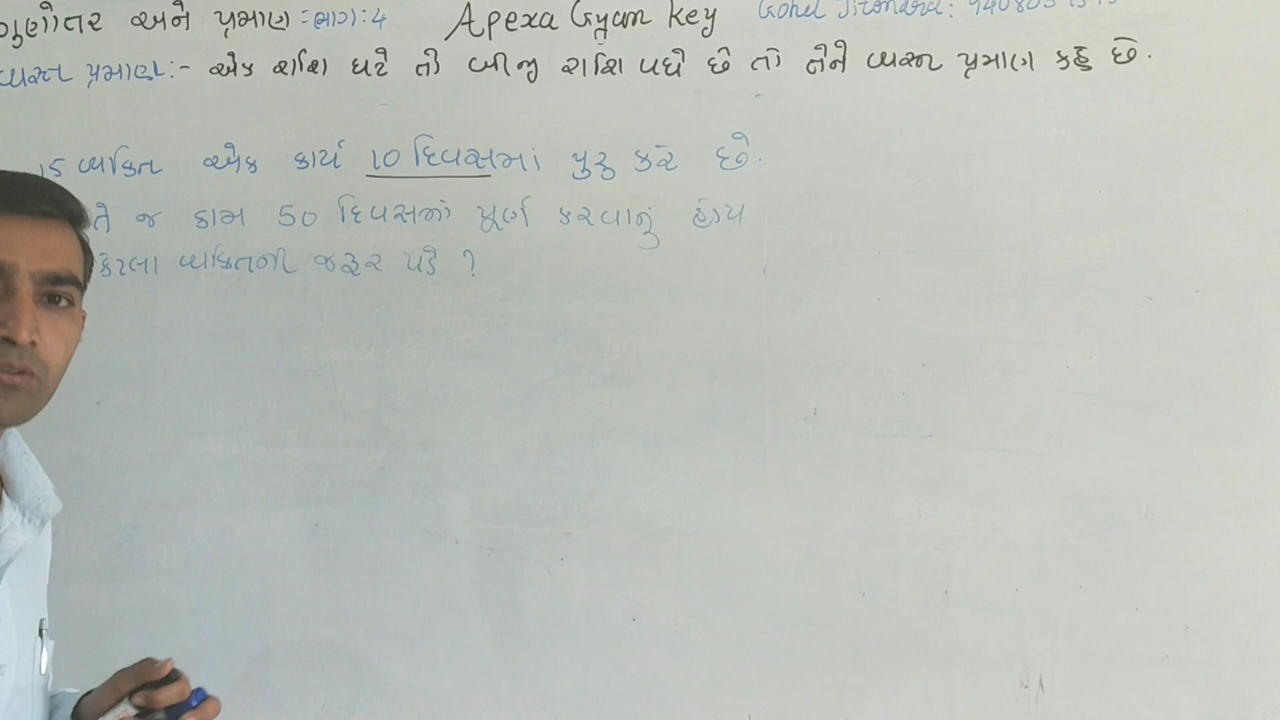 ગુણોતર અને પ્રમાણ :- ભાગ : 4 Apexa Gyan Key Gohel Jitendra:
વ્યસ્ત પ્રમાણ :- એક રાશિ ઘટે તો બીજી રાશિ વધે છે તો તેને વ્યસ્ત પ્રમાણ કહે છે.
15 વ્યકિત એક કાર્ય 10 દિવસમાં પુરુ કરે છે.
તે જ કામ 50 દિવસમાં પૂર્ણ કરવાનું હોય
કેટલા વ્યકિતની જરૂર પડે ?